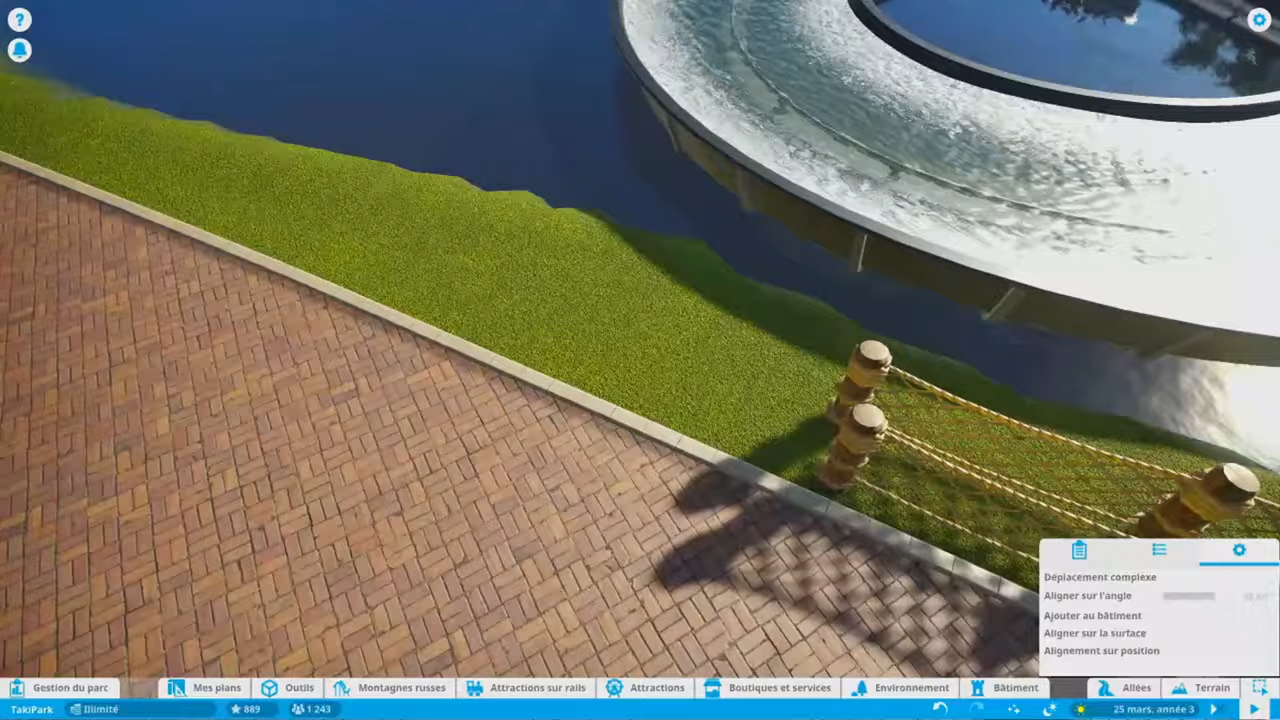 ?
Déplacement complexe
Aligner sur l'angle
Ajouter au bâtiment
Aligner sur la surface
Alignement sur position
Gestion du parc
Mes plans
Outils
Montagnes russes
Attractions sur rails
Attractions
Boutiques et services
Environnement
Bâtiment
Allées
Terrain
TakiPark
Illimité
889
1 243
25 mars, année 3